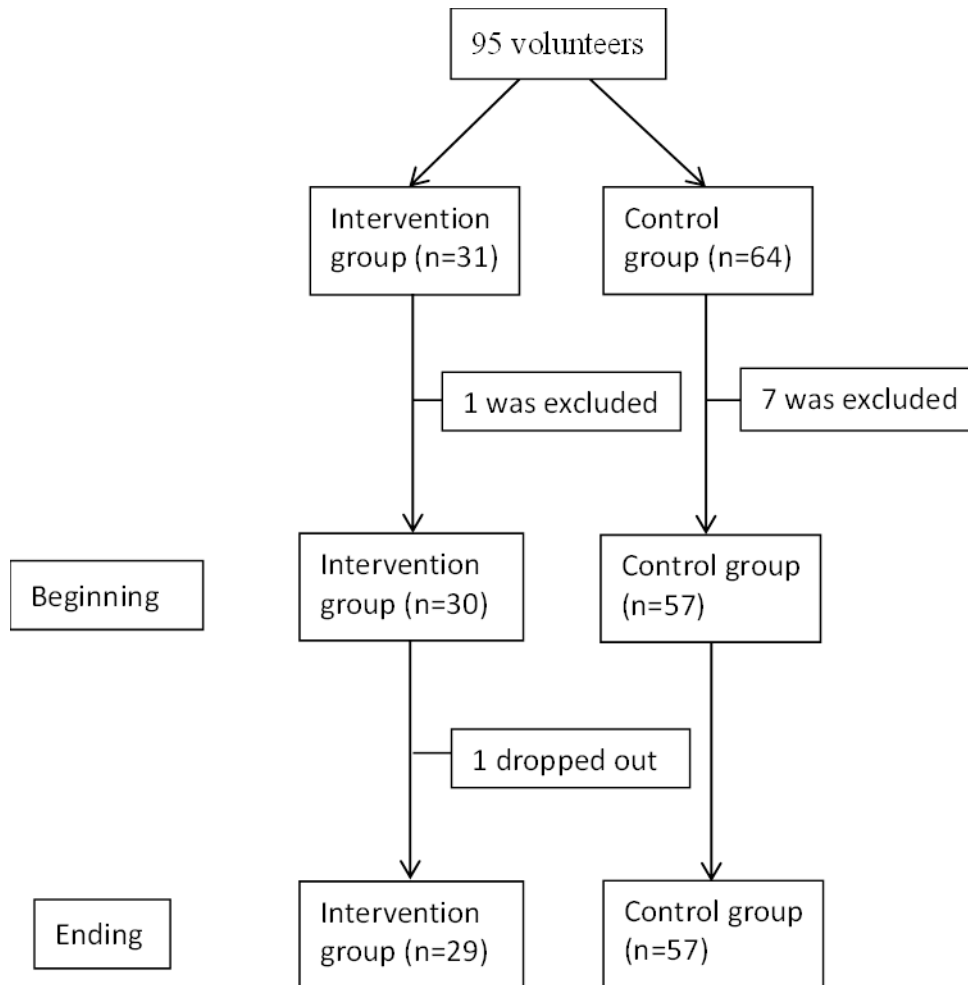 95 volunteers
Intervention
group (n=31)
Control
group (n=64)
1 was excluded
7 was excluded
Beginning
Intervention
group (n=30)
Control group
(n=57)
1 dropped out
Ending
Intervention
group (n=29)
Control group
(n=57)